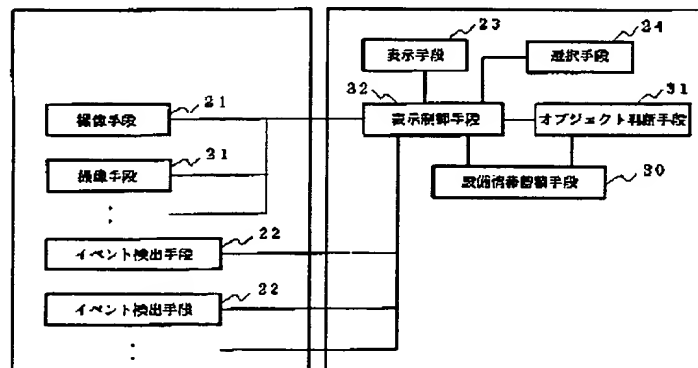 撮像手段
21
撮像手段
21
イベント検出手段
22
イベント検出手段
22
表示手段
23
選択手段
24
32
表示制御手段
31
オブジェクト判断手段
設備情報蓄積手段
30